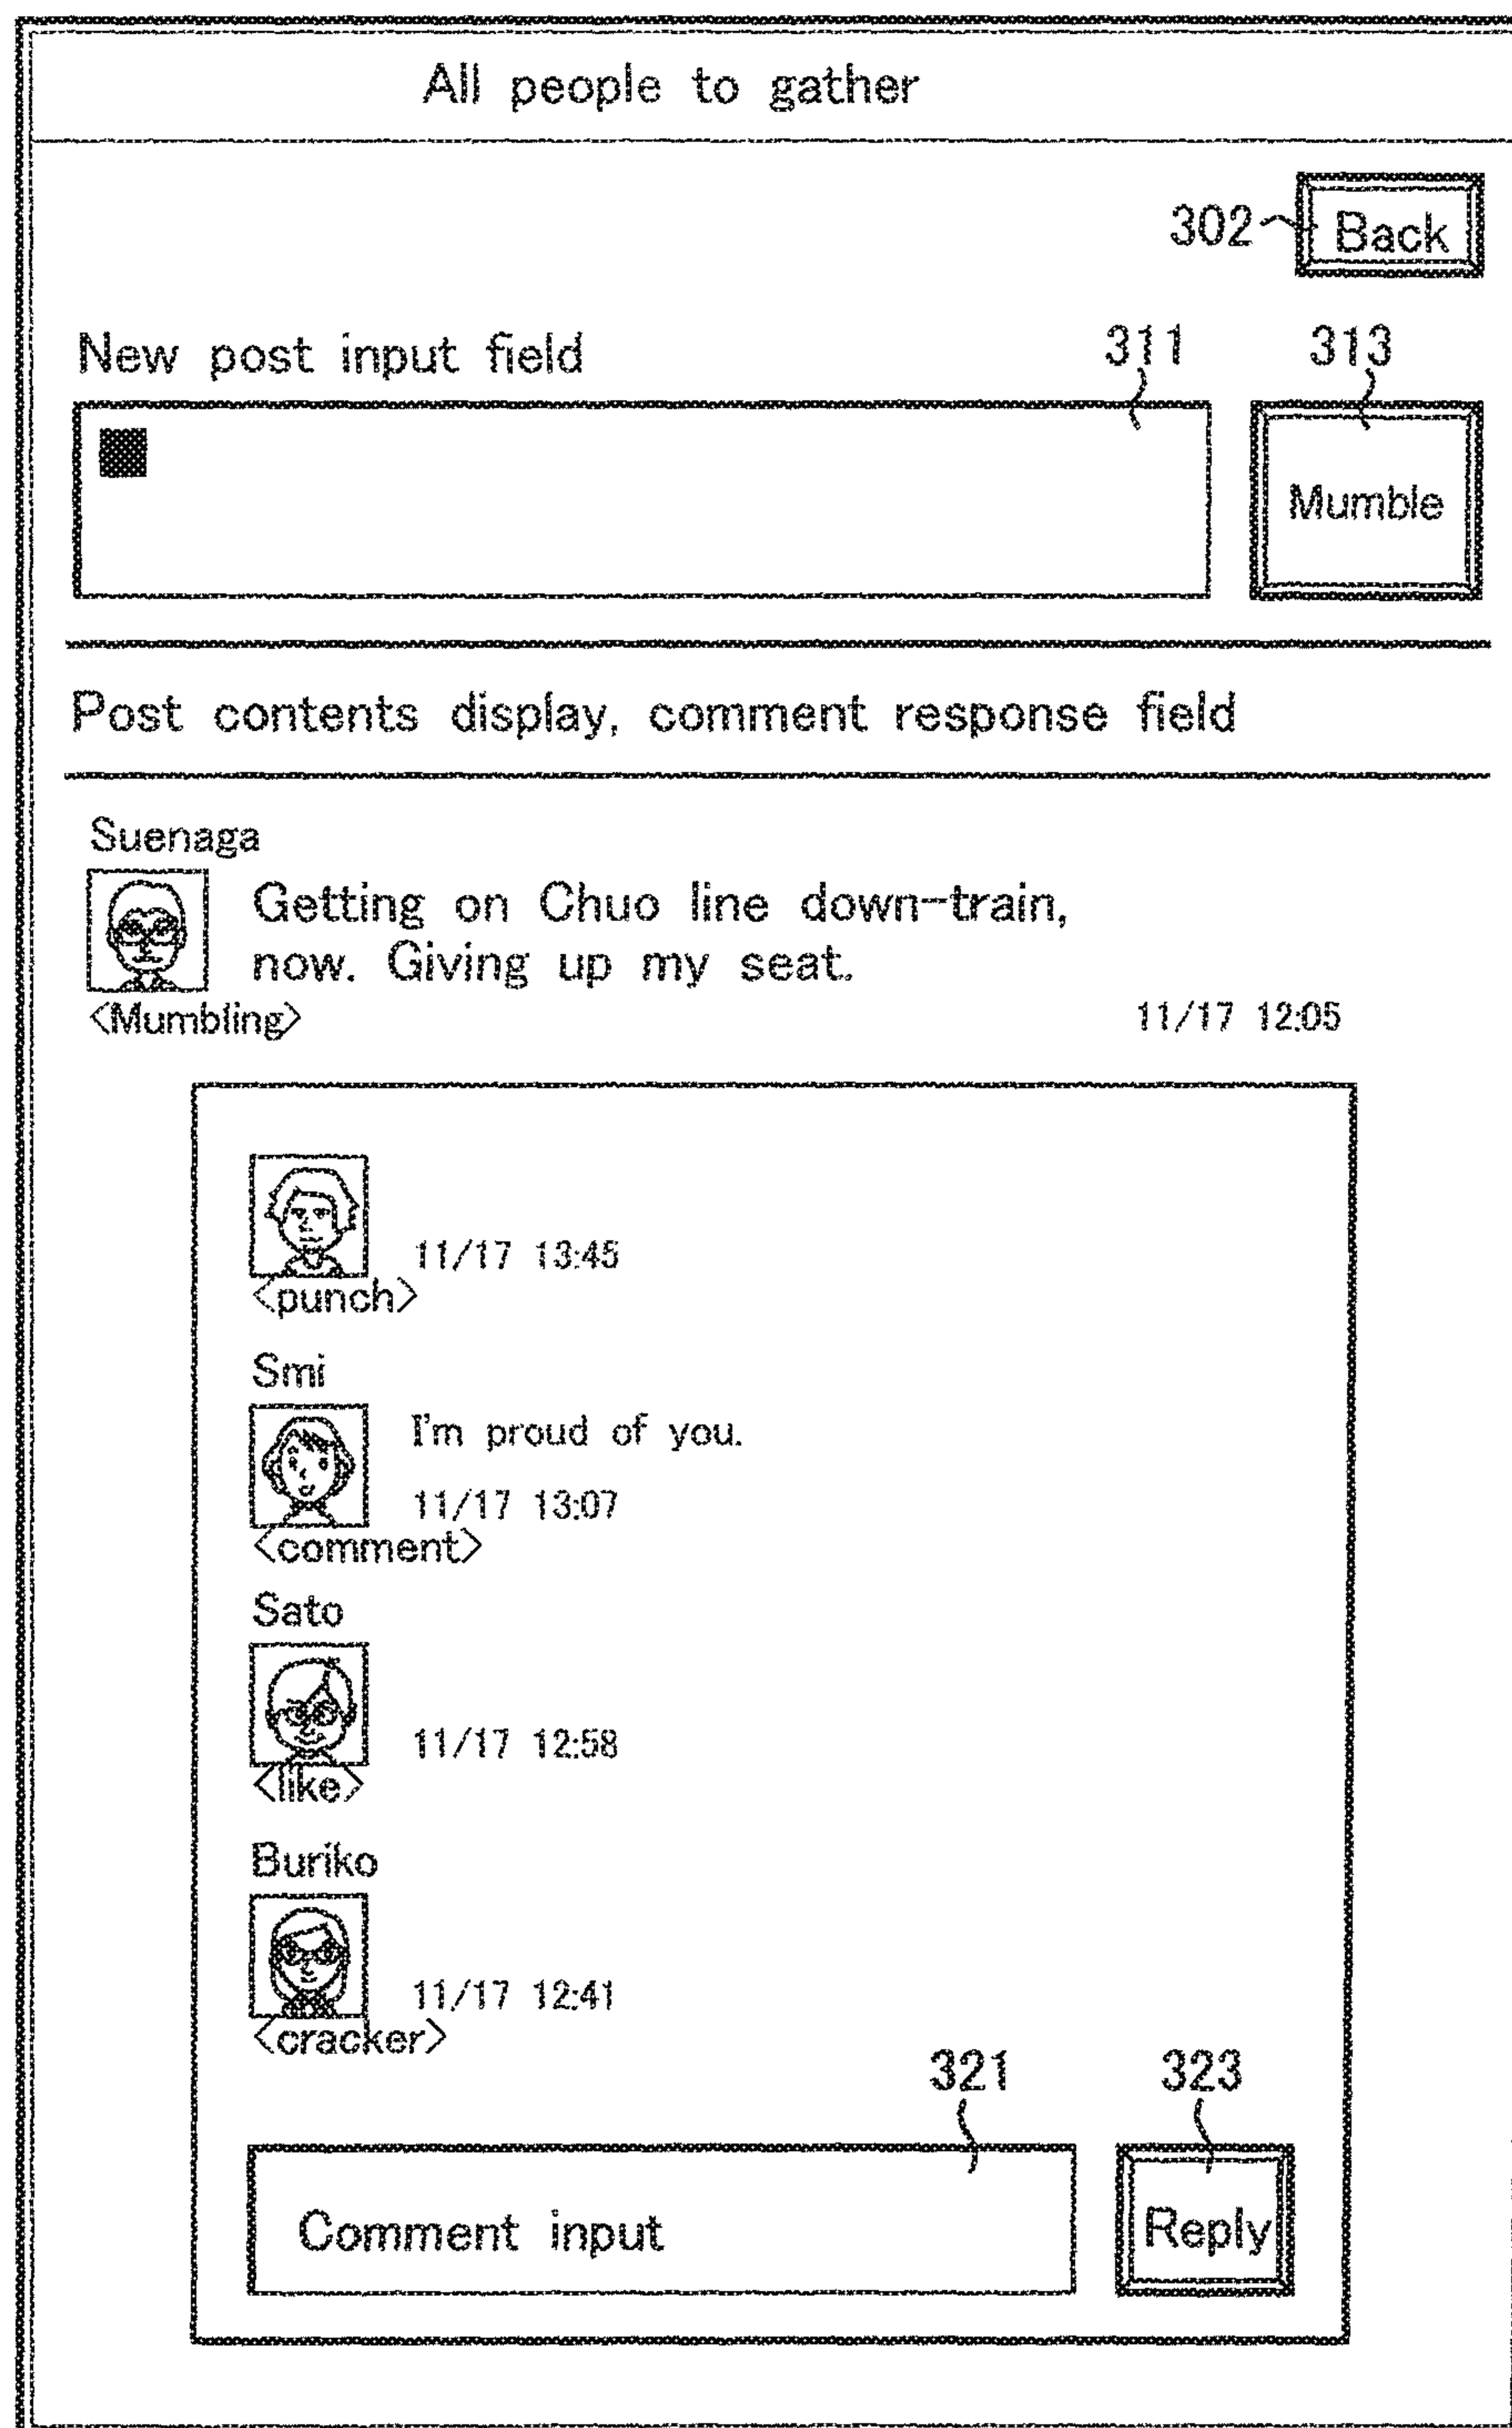 All people to gather
302 Back
New post input field 311 313
Mumble
Post contents display, comment response field
Suenaga
Getting on Chuo line down-train,
now. Giving up my seat.
<Mumbling> 11/17 12:05
11/17 13:45
<punch>
Smi
I'm proud of you.
11/17 13:07
<comment>
Sato
11/17 12:58
<like>
Buriko
11/17 12:41
<cracker>
321 323
Comment input Reply